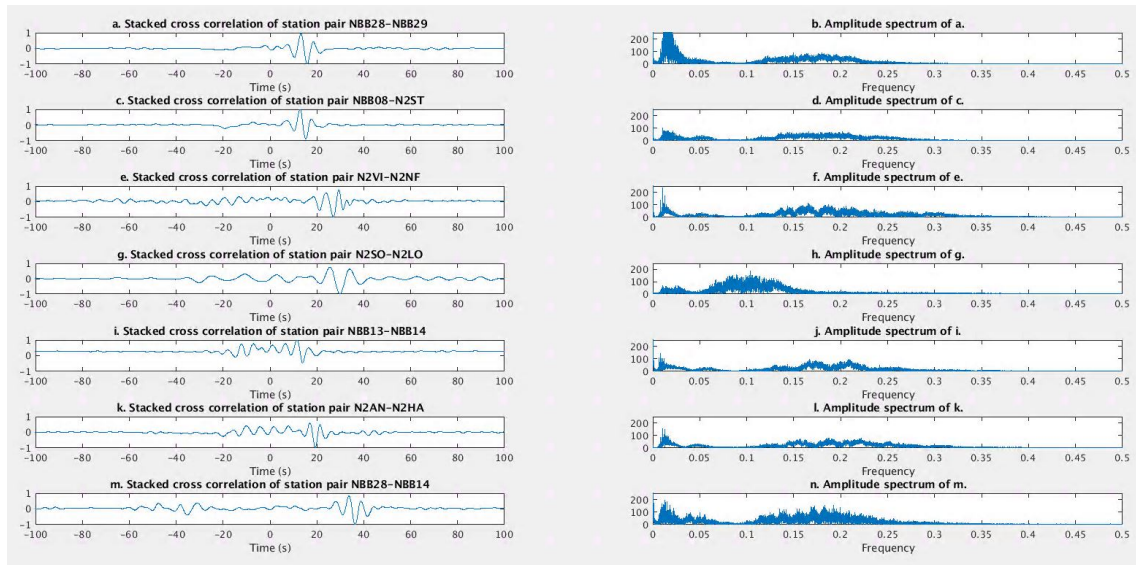 a. Stacked cross correlation of station pair NBB28-NBB29
1
0
-1
-100 -80 -60 -40 -20 0 20 40 60 80 100
Time (s)
b. Amplitude spectrum of a.
200
100
0
0 0.05 0.1 0.15 0.2 0.25 0.3 0.35 0.4 0.45 0.5
Frequency
c. Stacked cross correlation of station pair NBB08-N2ST
1
0
-1
-100 -80 -60 -40 -20 0 20 40 60 80 100
Time (s)
d. Amplitude spectrum of c.
200
100
0
0 0.05 0.1 0.15 0.2 0.25 0.3 0.35 0.4 0.45 0.5
Frequency
e. Stacked cross correlation of station pair N2VI-N2NF
1
0
-1
-100 -80 -60 -40 -20 0 20 40 60 80 100
Time (s)
f. Amplitude spectrum of e.
200
100
0
0 0.05 0.1 0.15 0.2 0.25 0.3 0.35 0.4 0.45 0.5
Frequency
g. Stacked cross correlation of station pair N2SO-N2LO
1
0
-1
-100 -80 -60 -40 -20 0 20 40 60 80 100
Time (s)
h. Amplitude spectrum of g.
200
100
0
0 0.05 0.1 0.15 0.2 0.25 0.3 0.35 0.4 0.45 0.5
Frequency
i. Stacked cross correlation of station pair NBB13-NBB14
1
0
-1
-100 -80 -60 -40 -20 0 20 40 60 80 100
Time (s)
j. Amplitude spectrum of i.
200
100
0
0 0.05 0.1 0.15 0.2 0.25 0.3 0.35 0.4 0.45 0.5
Frequency
k. Stacked cross correlation of station pair N2AN-N2HA
1
0
-1
-100 -80 -60 -40 -20 0 20 40 60 80 100
Time (s)
l. Amplitude spectrum of k.
200
100
0
0 0.05 0.1 0.15 0.2 0.25 0.3 0.35 0.4 0.45 0.5
Frequency
m. Stacked cross correlation of station pair NBB28-NBB14
1
0
-1
-100 -80 -60 -40 -20 0 20 40 60 80 100
Time (s)
n. Amplitude spectrum of m.
200
100
0
0 0.05 0.1 0.15 0.2 0.25 0.3 0.35 0.4 0.45 0.5
Frequency